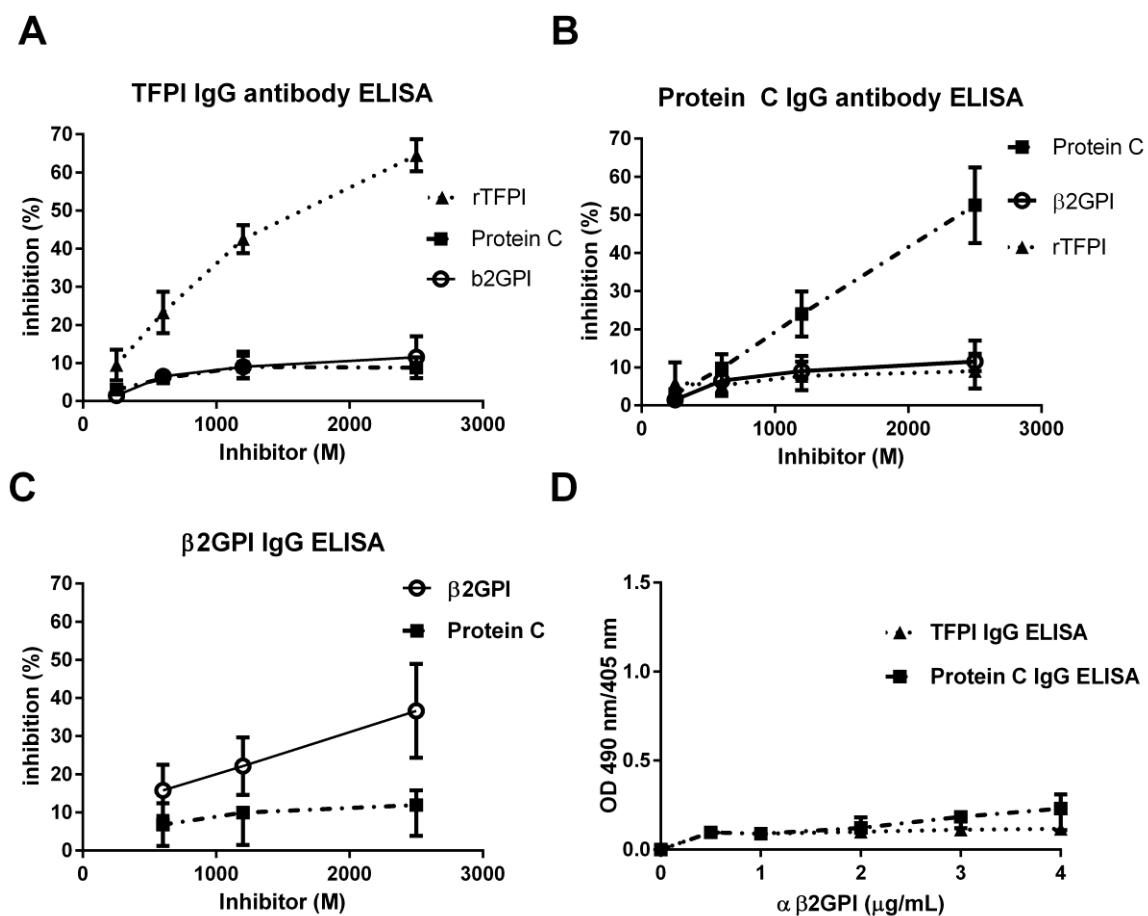 A
TFPI IgG antibody ELISA
inhibition (%)
70
60
50
40
30
20
10
0
0 1000 2000 3000
Inhibitor (M)
rTFPI
Protein C
b2GPI
B
Protein C IgG antibody ELISA
inhibition (%)
70
60
50
40
30
20
10
0
0 1000 2000 3000
Inhibitor (M)
Protein C
β2GPI
rTFPI
C
β2GPI IgG ELISA
inhibition (%)
70
60
50
40
30
20
10
0
0 1000 2000 3000
Inhibitor (M)
β2GPI
Protein C
D
OD 490 nm/405 nm
1.5
1.0
0.5
0.0
0 1 2 3 4
α β2GPI (μg/mL)
TFPI IgG ELISA
Protein C IgG ELISA